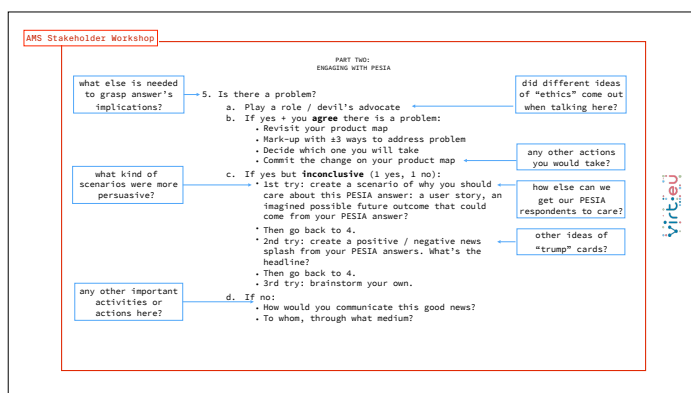 AMS Stakeholder Workshop
PART TWO:
ENGAGING WITH PESIA
what else is needed
to grasp answer's
implications?
did different ideas
of “ethics” come out
when talking here?
5. Is there a problem?
a. Play a role / devil's advocate
b. If yes + you agree there is a problem:
• Revisit your product map
• Mark-up with ±3 ways to address problem
• Decide which one you will take
• Commit the change on your product map
any other actions
you would take?
what kind of
scenarios were more
persuasive?
c. If yes but inconclusive (1 yes, 1 no):
• 1st try: create a scenario of why you should
care about this PESIA answer: a user story, an
imagined possible future outcome that could
come from your PESIA answer?
• Then go back to 4.
• 2nd try: create a positive / negative news
splash from your PESIA answers. What's the
headline?
• Then go back to 4.
• 3rd try: brainstorm your own.
how else can we
get our PESIA
respondents to care?
other ideas of
“trump” cards?
any other important
activities or
actions here?
d. If no:
• How would you communicate this good news?
• To whom, through what medium?
virt:eu